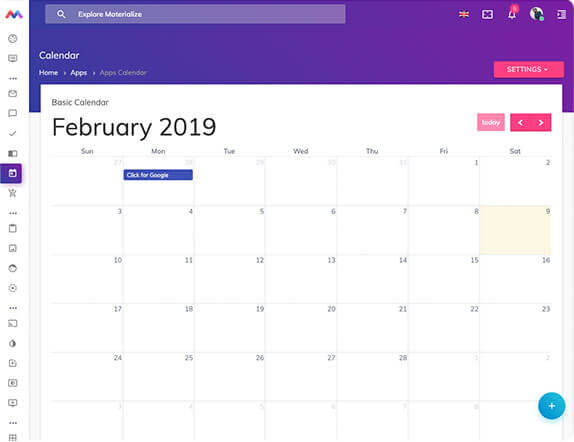 Explore Materialize
5
Calendar
Home > Apps > Apps Calendar
SETTINGS
Basic Calendar
February 2019
today
Sun Mon Tue Wed Thu Fri Sat
27 28 29 30 31 1 2
Click for Google
3 4 5 6 7 8 9
10 11 12 13 14 15 16
17 18 19 20 21 22 23
24 25 26 27 28 1 2
3 4 5 6 7 8 9